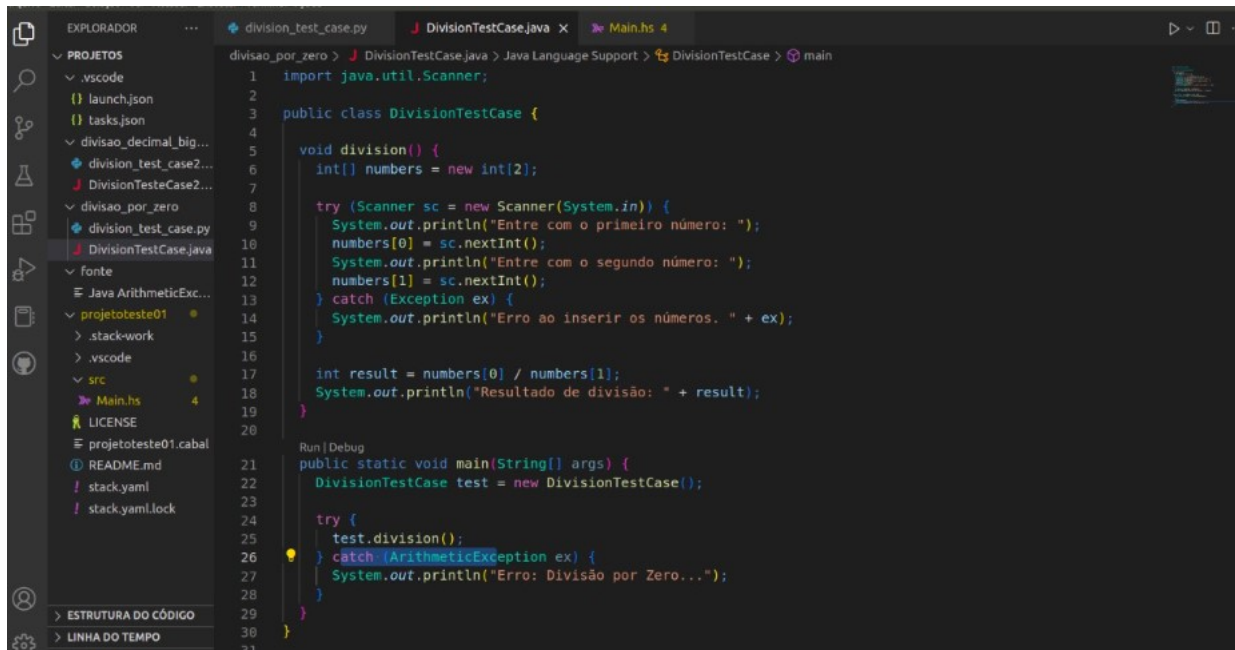 EXPLORADOR ...
PROJETOS
.vscode
{} launch.json
{} tasks.json
divisao_decimal_big...
division_test_case2...
J DivisionTesteCase2...
divisao_por_zero
division_test_case.py
J DivisionTestCase.java
fonte
Java ArithmeticExc...
projetoteste01
.stack-work
.vscode
src
Main.hs 4
LICENSE
projetoteste01.cabal
README.md
! stack.yaml
! stack.yaml.lock
ESTRUTURA DO CÓDIGO
LINHA DO TEMPO
division_test_case.py J DivisionTestCase.java × Main.hs 4
divisao_por_zero > J DivisionTestCase.java > Java Language Support > DivisionTestCase > main
1 import java.util.Scanner;
2
3 public class DivisionTestCase {
4
5 void division() {
6 int[] numbers = new int[2];
7
8 try (Scanner sc = new Scanner(System.in)) {
9 System.out.println("Entre com o primeiro número: ");
10 numbers[0] = sc.nextInt();
11 System.out.println("Entre com o segundo número: ");
12 numbers[1] = sc.nextInt();
13 } catch (Exception ex) {
14 System.out.println("Erro ao inserir os números. " + ex);
15 }
16
17 int result = numbers[0] / numbers[1];
18 System.out.println("Resultado de divisão: " + result);
19 }
20
Run | Debug
21 public static void main(String[] args) {
22 DivisionTestCase test = new DivisionTestCase();
23
24 try {
25 test.division();
26 } catch (ArithmeticException ex) {
27 System.out.println("Erro: Divisão por Zero...");
28 }
29 }
30 }